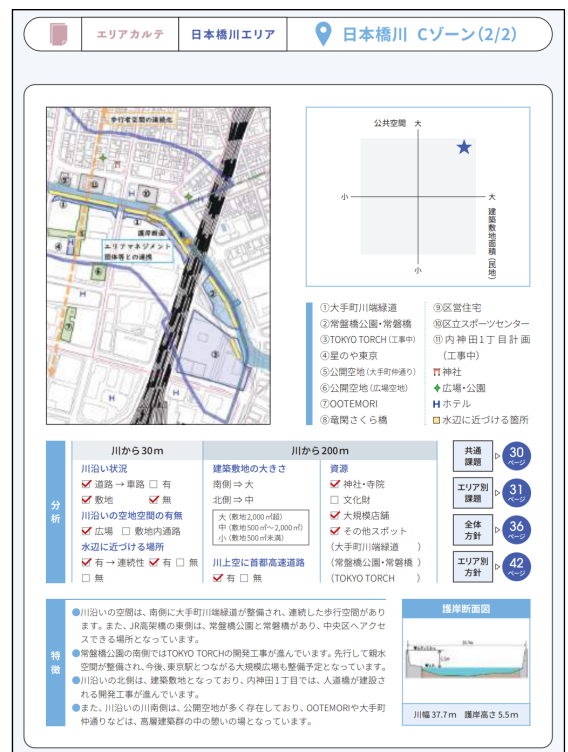 エリアカルテ 日本橋川エリア 日本橋川 Cゾーン(2/2)
歩行者空間の連続化
護岸断面
エリアマネジメント
団体等との連携
公共空間 大
小 大
小
建築敷地面積(民地)
①大手町川端緑道
②常盤橋公園・常磐橋
③TOKYO TORCH(工事中)
④星のや東京
⑤公開空地(大手町仲通り)
⑥公開空地(広場空地)
⑦OOTEMORI
⑧竜閑さくら橋
⑨区営住宅
⑩区立スポーツセンター
⑪内神田1丁目計画
(工事中)
神社
広場・公園
Hホテル
水辺に近づける箇所
分析
川から30m
川沿い状況
☑道路→車路 □有
☑敷地 ☑無
川沿いの空地空間の有無
☑広場 □敷地内通路
水辺に近づける場所
☑有→連続性 ☑有 □無
□無
川から200m
建築敷地の大きさ
南側⇒大
北側⇒中
大(敷地2,000㎡超)
中(敷地500㎡~2,000㎡)
小(敷地500㎡未満)
川上空に首都高速道路
☑有 □無
資源
☑神社・寺院
□文化財
☑大規模店舗
☑その他スポット
(大手町川端緑道)
(常盤橋公園・常磐橋)
(TOKYO TORCH)
共通
課題
30
ページ
エリア別
課題
31
ページ
全体
方針
36
ページ
エリア別
方針
42
ページ
特徴
●川沿いの空間は、南側に大手町川端緑道が整備され、連続した歩行空間があり
ます。また、JR高架橋の東側は、常盤橋公園と常磐橋があり、中央区へアクセ
スできる場所となっています。
●常盤橋公園の南側ではTOKYO TORCHの開発工事が進んでいます。先行して親水
空間が整備され、今後、東京駅とつながる大規模広場も整備予定となっています。
●川沿いの北側は、建築敷地となっており、内神田1丁目では、人道橋が建設さ
れる開発工事が進んでいます。
●また、川沿いの川南側は、公開空地が多く存在しており、OOTEMORIや大手町
仲通りなどは、高層建築群の中の憩いの場となっています。
護岸断面図
5.5m
川幅37.7m 護岸高さ5.5m